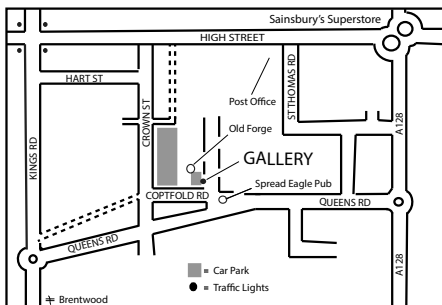 Sainsbury's Superstore
HIGH STREET
HART ST
Post Office
ST THOMAS RD
CROWN ST
A128
Old Forge
KINGS RD
GALLERY
Spread Eagle Pub
COPTFOLD RD
QUEENS RD
QUEENS RD
A128
= Car Park
= Traffic Lights
Brentwood